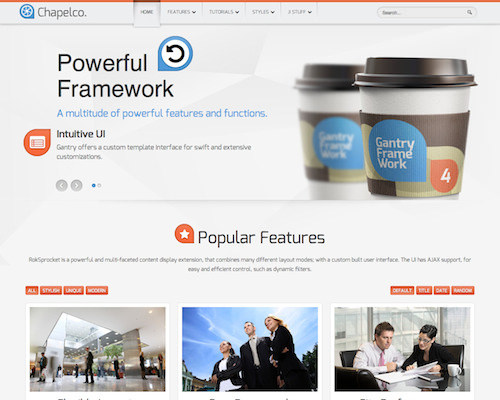 Chapelco.
HOME FEATURES TUTORIALS STYLES J! STUFF Search...
Powerful
Framework
A multitude of powerful features and functions.
Intuitive UI
Gantry offers a custom template interface for swift and extensive
customizations.
Gantry
Frame
Work
Gantry
Frame
Work
4
Popular Features
RokSprocket is a powerful and multi-faceted content display extension, that combines many different layout modes; with a custom built user interface. The UI has AJAX support, for
easy and efficient control, such as dynamic filters.
ALL STYLISH UNIQUE MODERN DEFAULT TITLE DATE RANDOM